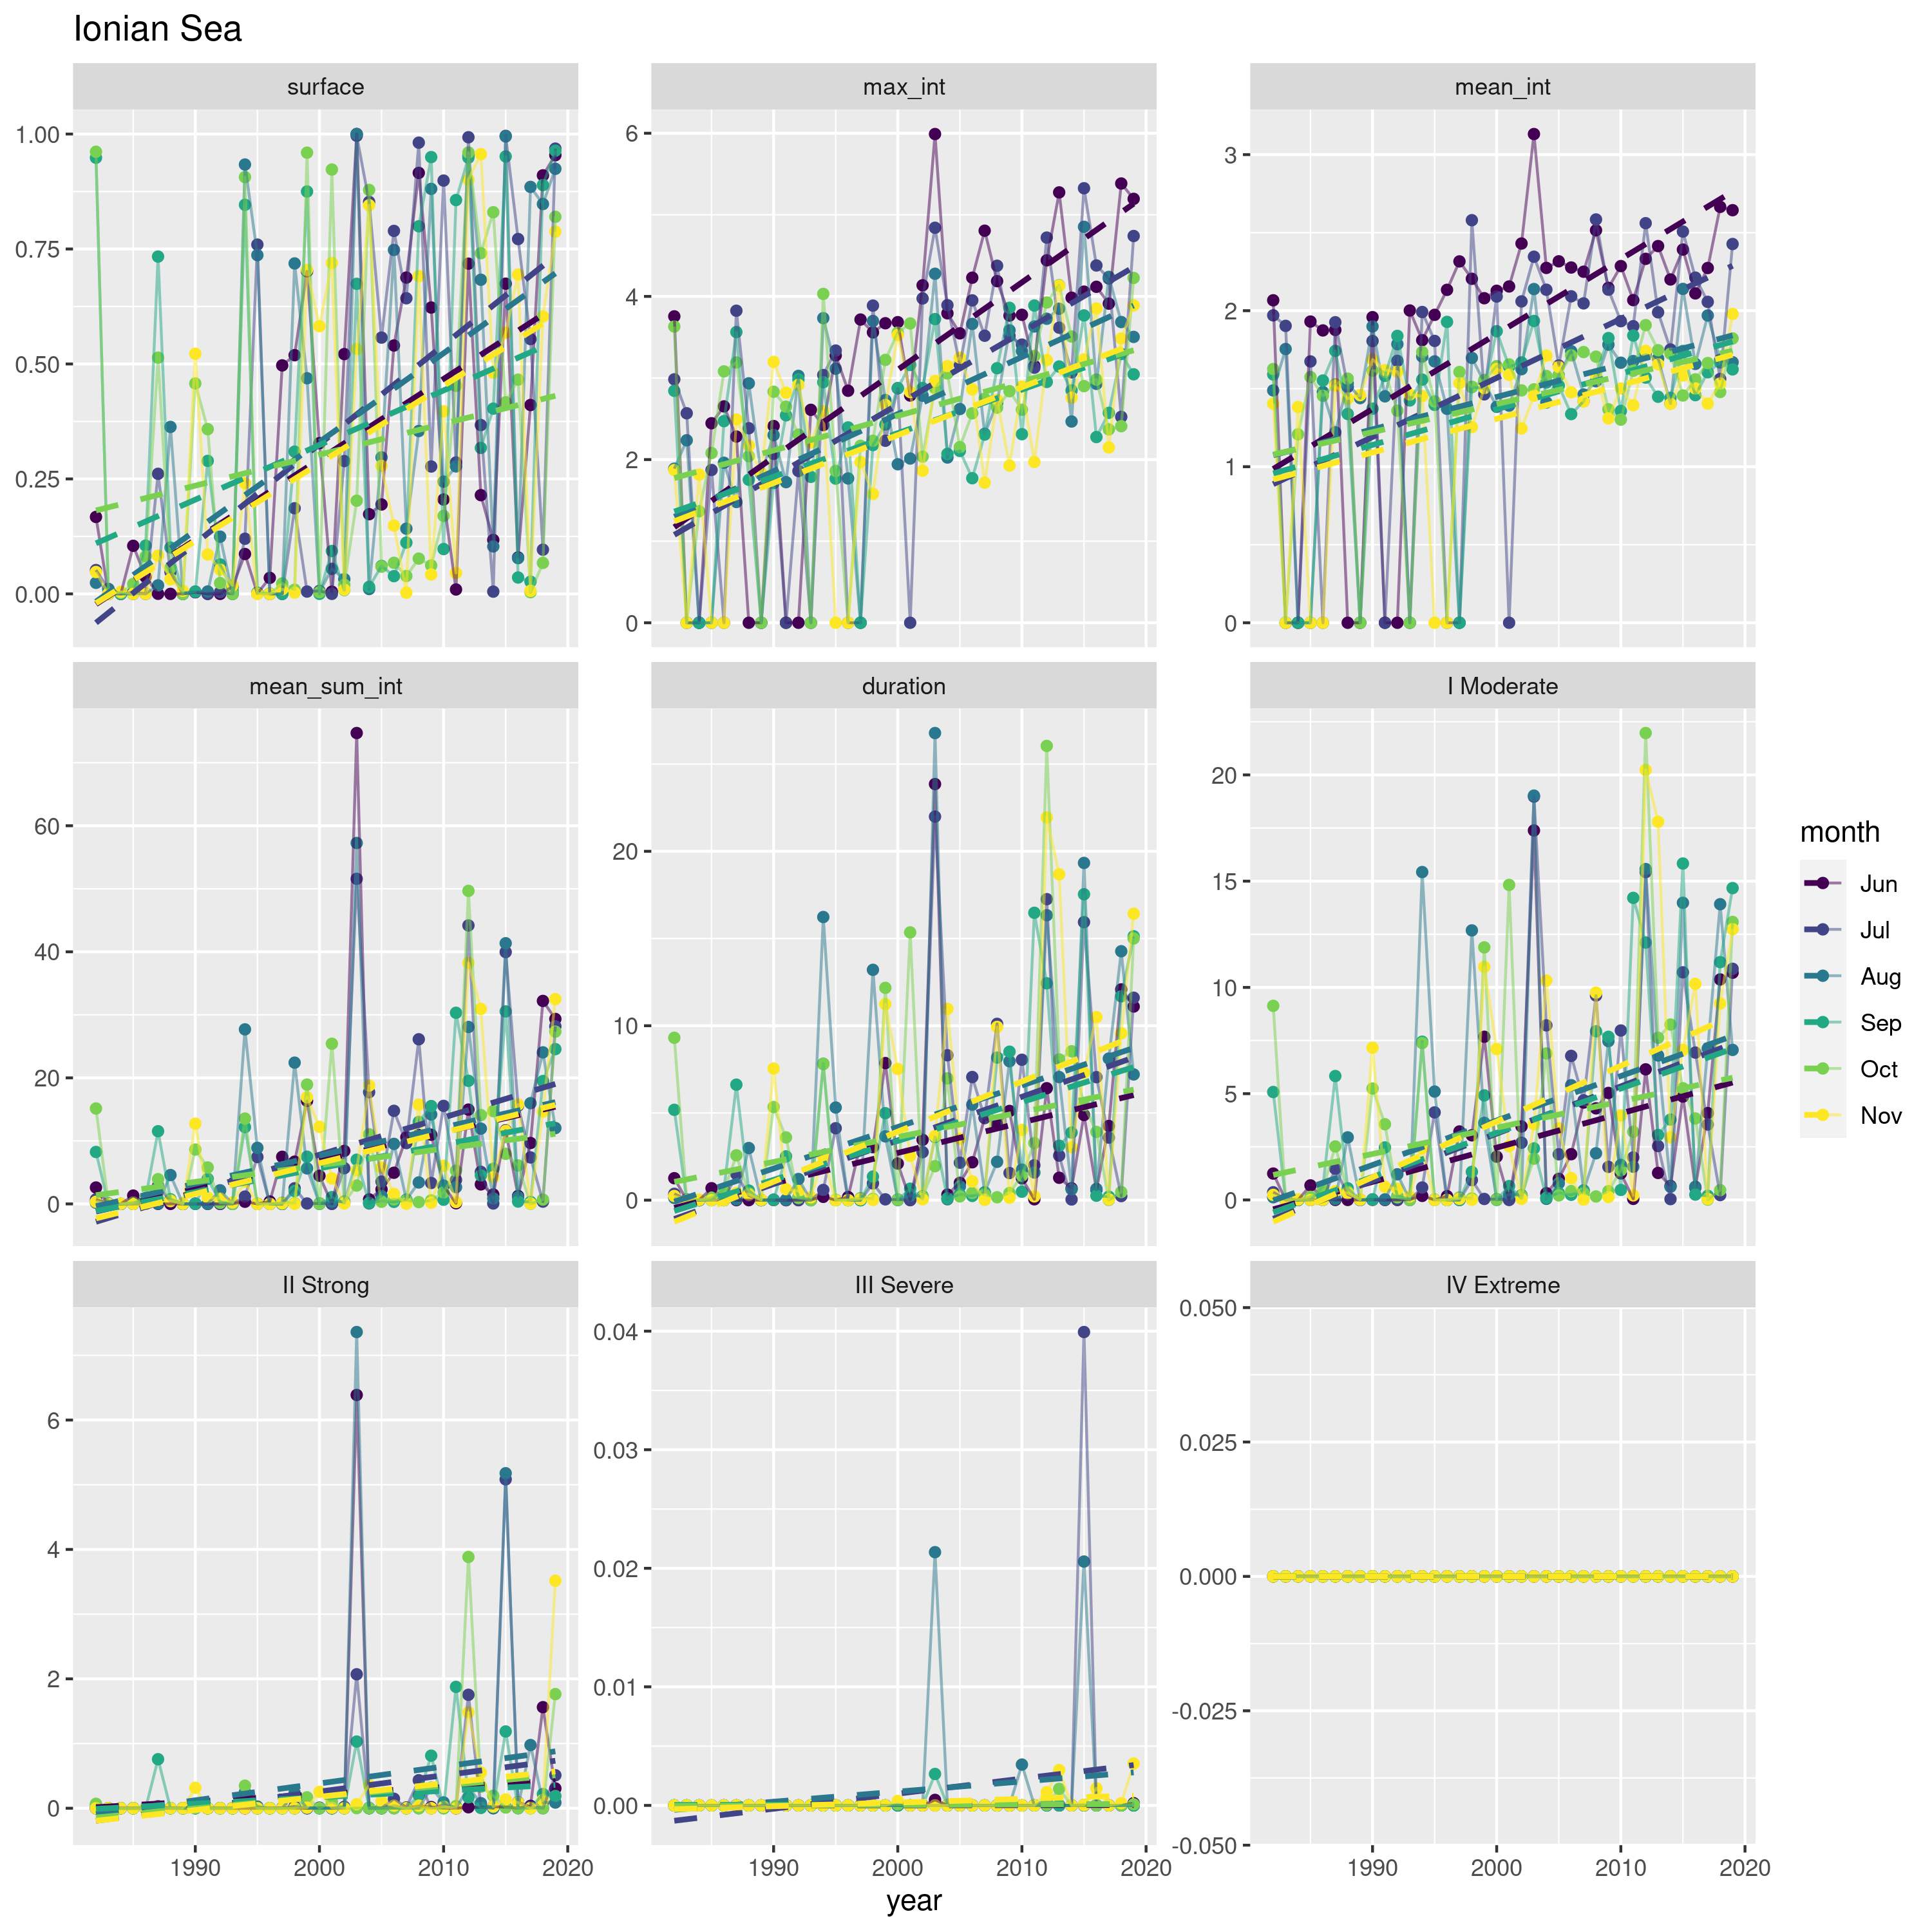 Ionian Sea
surface
max_int
mean_int
1.00
0.75
0.50
0.25
0.00
6
4
2
0
3
2
1
0
mean_sum_int
duration
I Moderate
60
40
20
0
20
10
0
20
15
10
5
0
II Strong
III Severe
IV Extreme
6
4
2
0
0.04
0.03
0.02
0.01
0.00
0.050
0.025
0.000
-0.025
-0.050
1990 2000 2010 2020
1990 2000 2010 2020
1990 2000 2010 2020
year
month
Jun
Jul
Aug
Sep
Oct
Nov